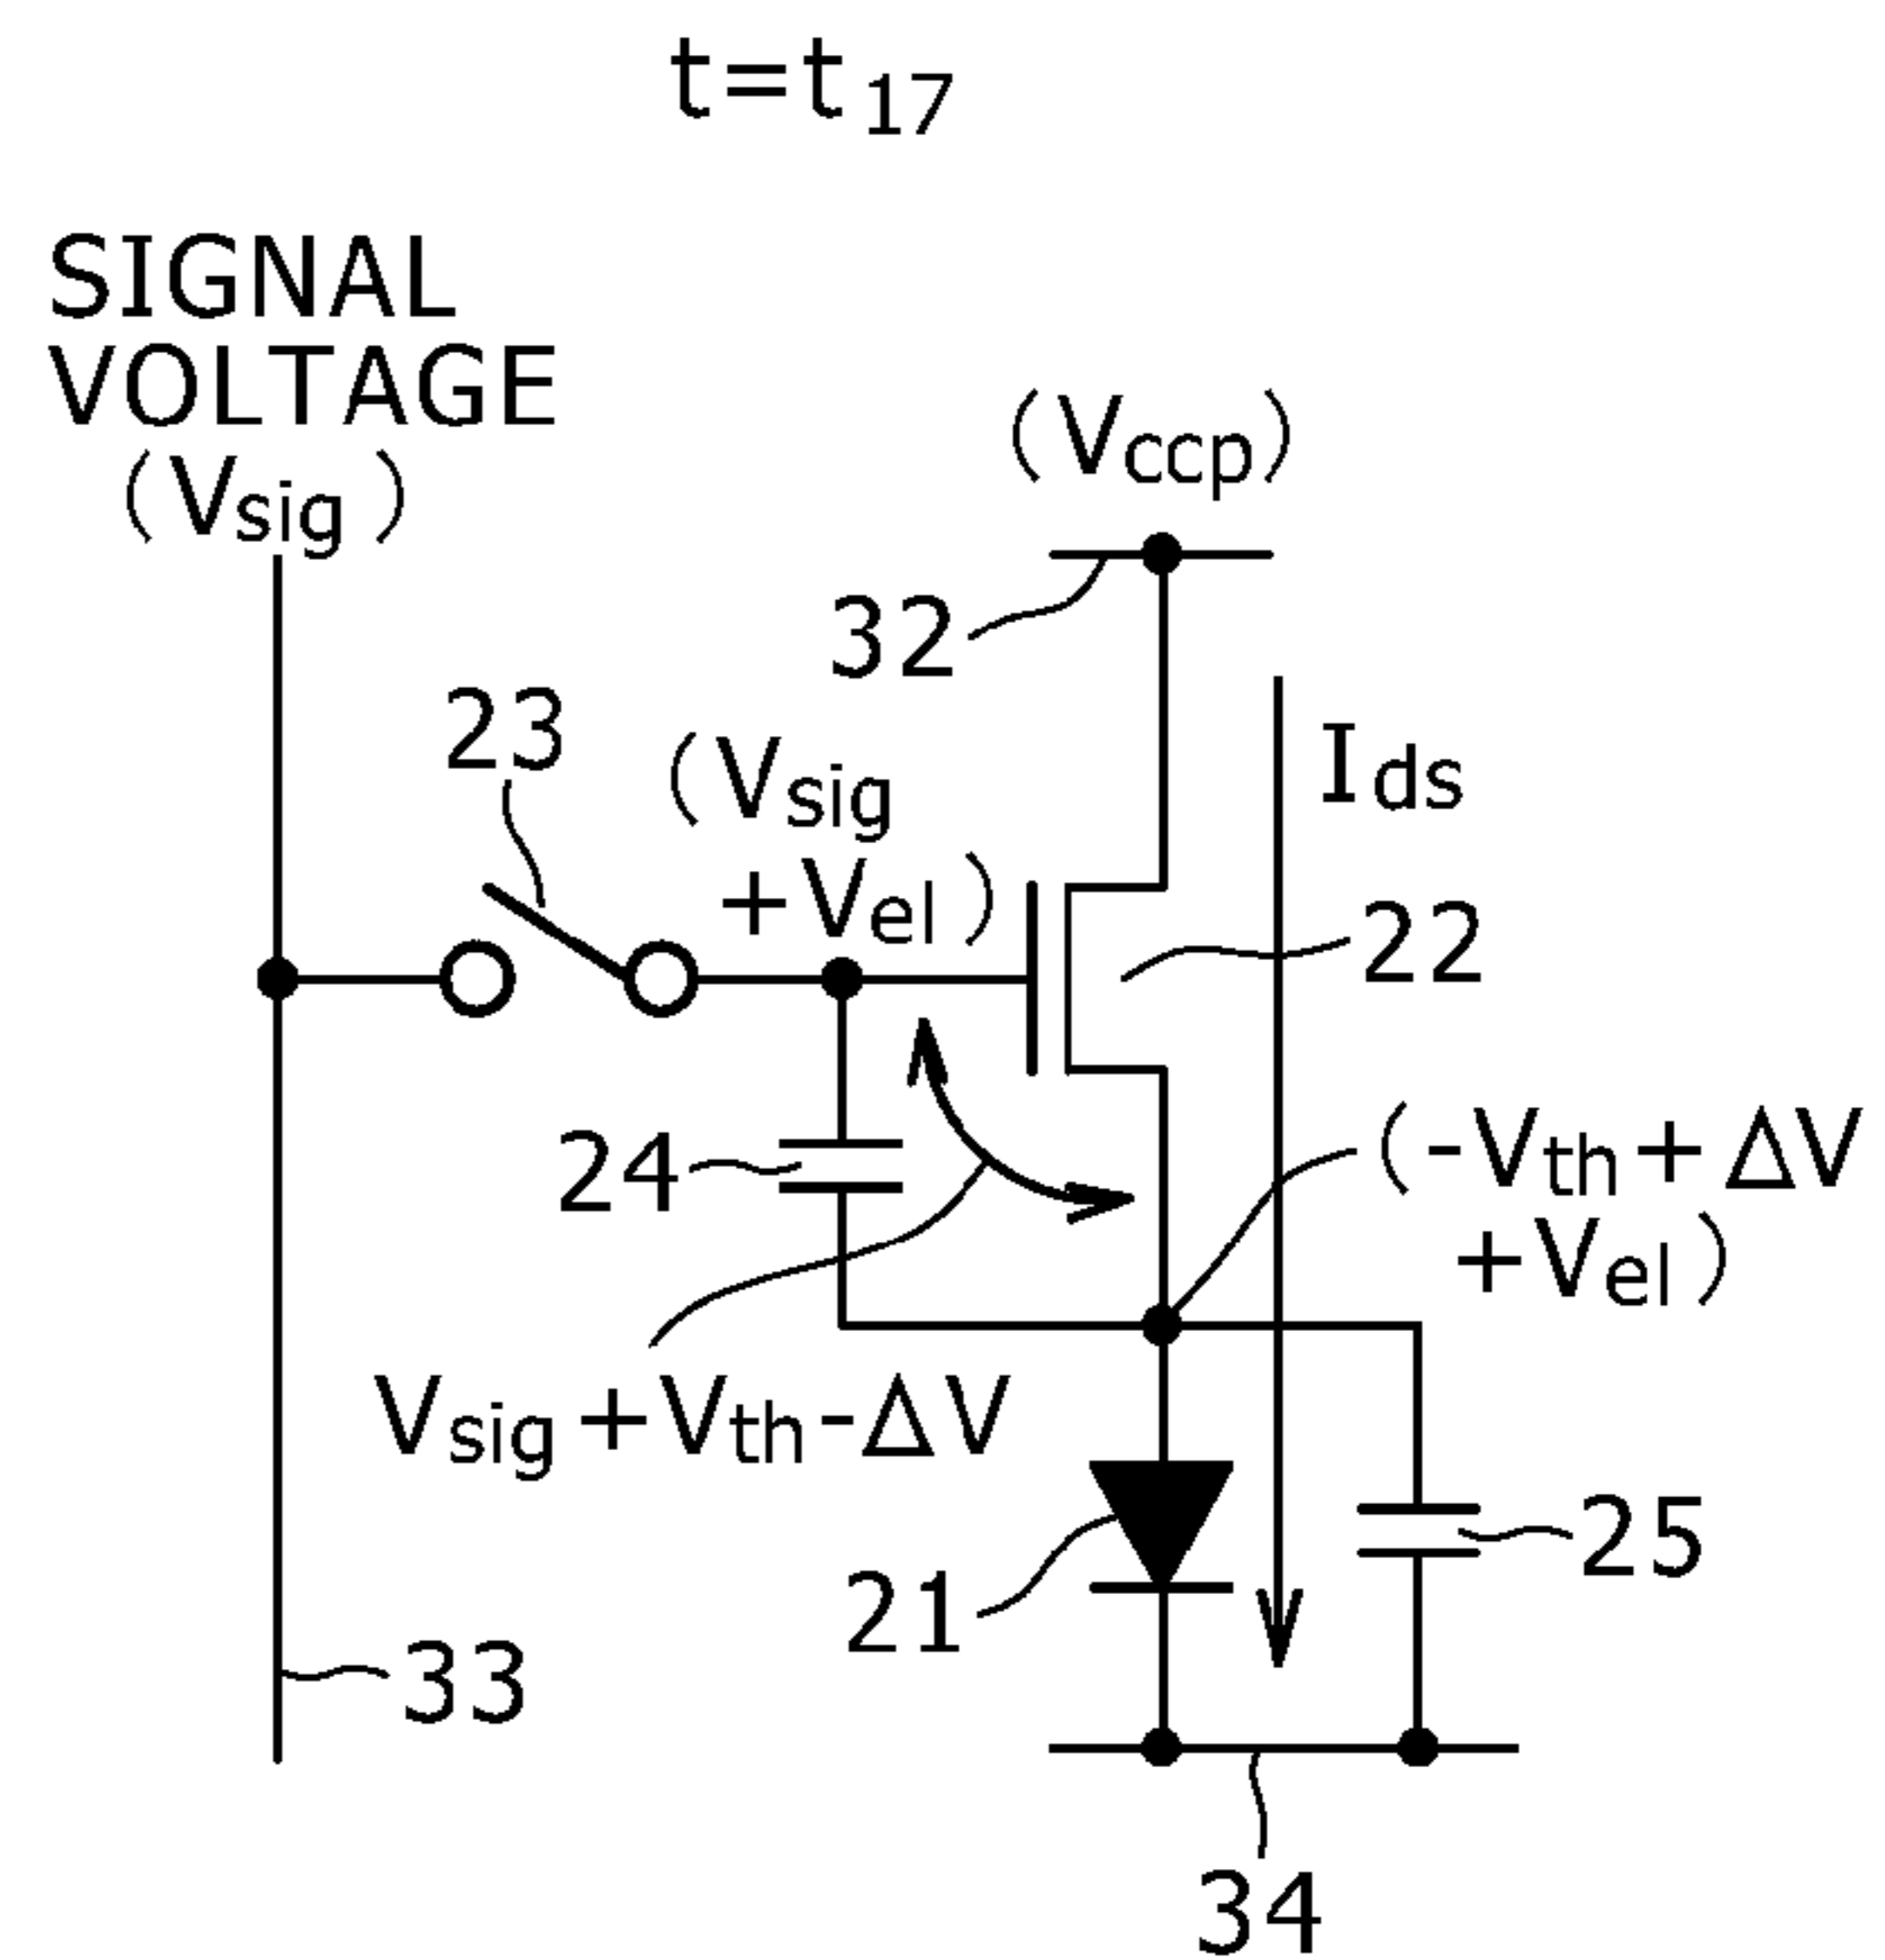 t=t17
SIGNAL
VOLTAGE
(Vsig)
(Vccp)
32
23
(Vsig
+Vel)
Ids
22
24
(-Vth+ΔV
+Vel)
Vsig+Vth-ΔV
21
25
33
34